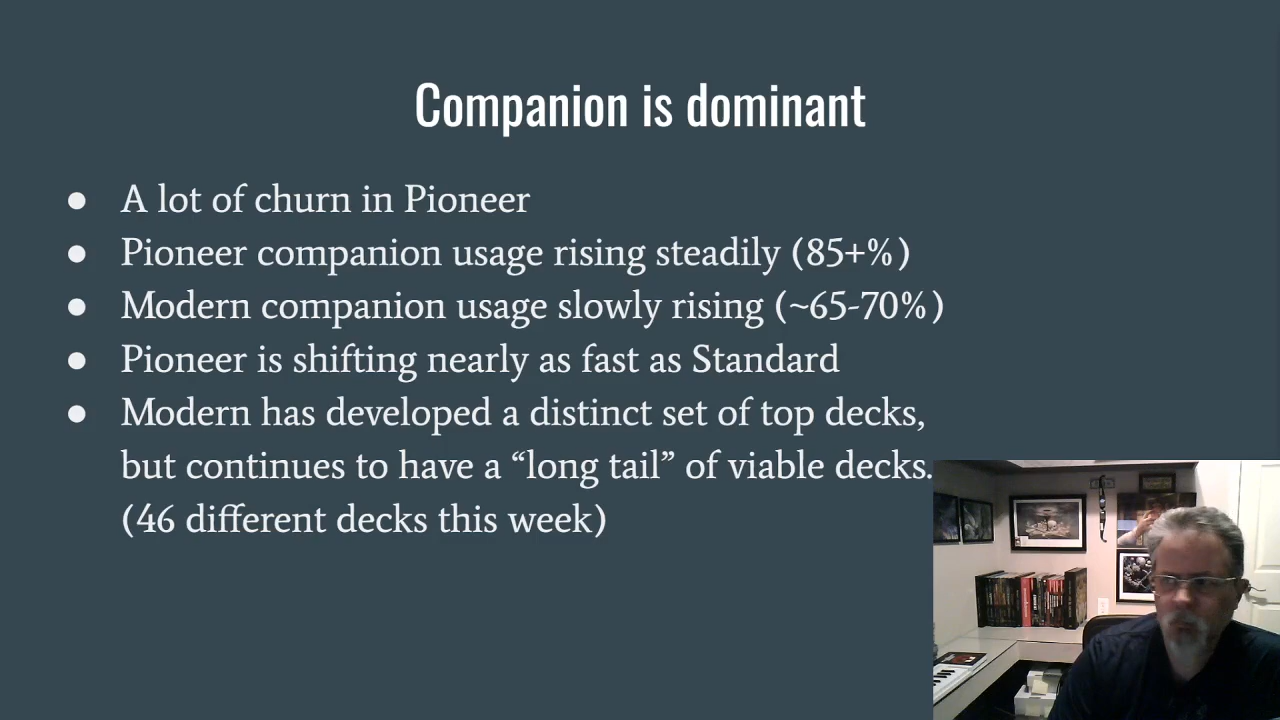 Companion is dominant
● A lot of churn in Pioneer
● Pioneer companion usage rising steadily (85+%)
● Modern companion usage slowly rising (~65-70%)
● Pioneer is shifting nearly as fast as Standard
● Modern has developed a distinct set of top decks,
but continues to have a “long tail” of viable decks.
(46 different decks this week)